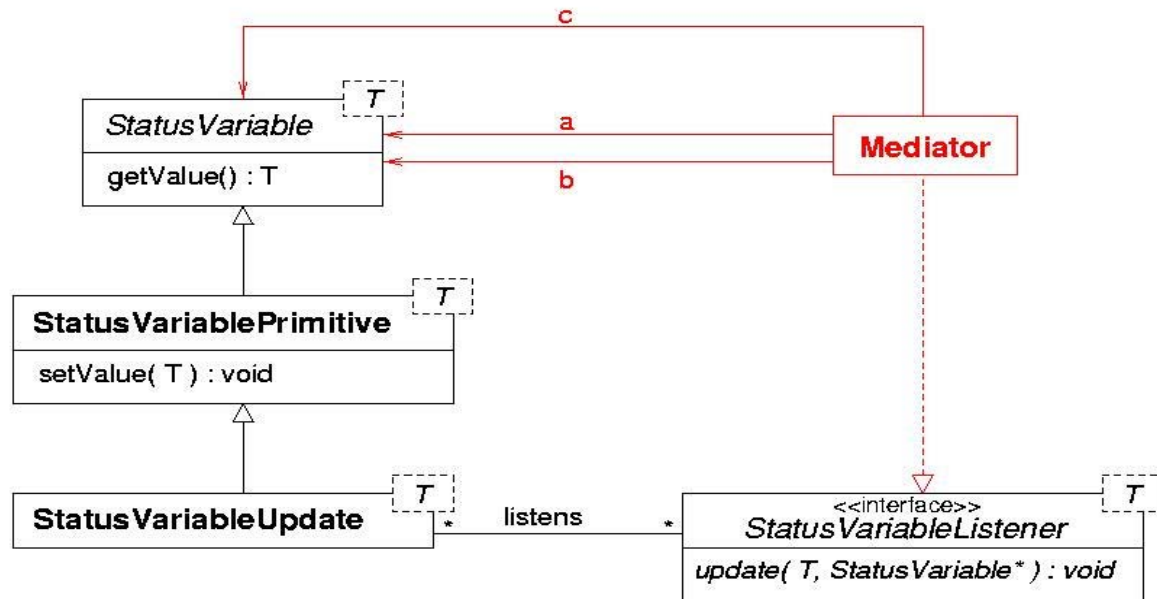 c
T
StatusVariable
a
Mediator
getValue() : T
b
T
StatusVariablePrimitive
setValue( T ) : void
T
StatusVariableUpdate
* listens *
T
<<interface>>
StatusVariableListener
update( T, StatusVariable* ) : void